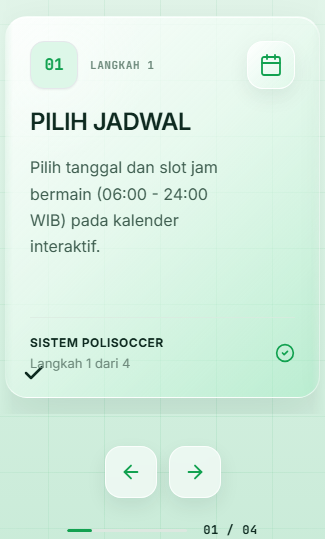 01 LANGKAH 1
PILIH JADWAL
Pilih tanggal dan slot jam
bermain (06:00 - 24:00
WIB) pada kalender
interaktif.
SISTEM POLISOCCER
Langkah 1 dari 4
01 / 04